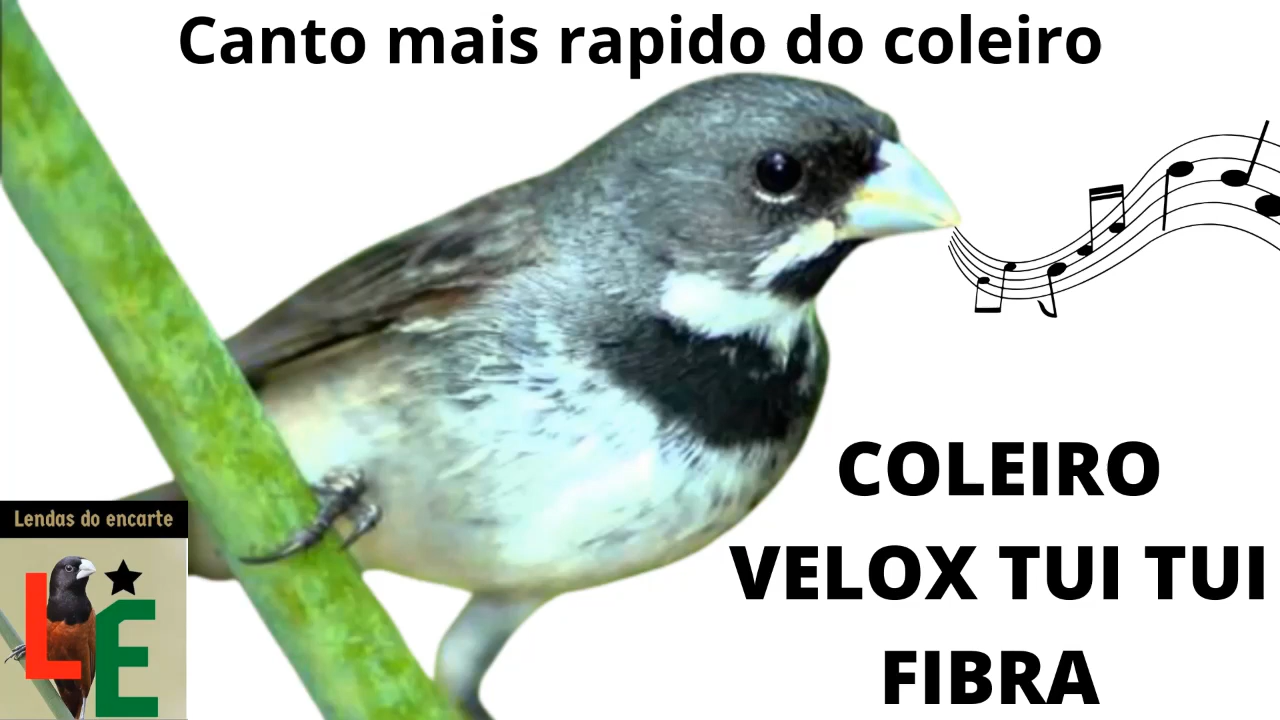 Canto mais rapido do coleiro
COLEIRO
VELOX TUI TUI
FIBRA
Lendas do encarte
LE